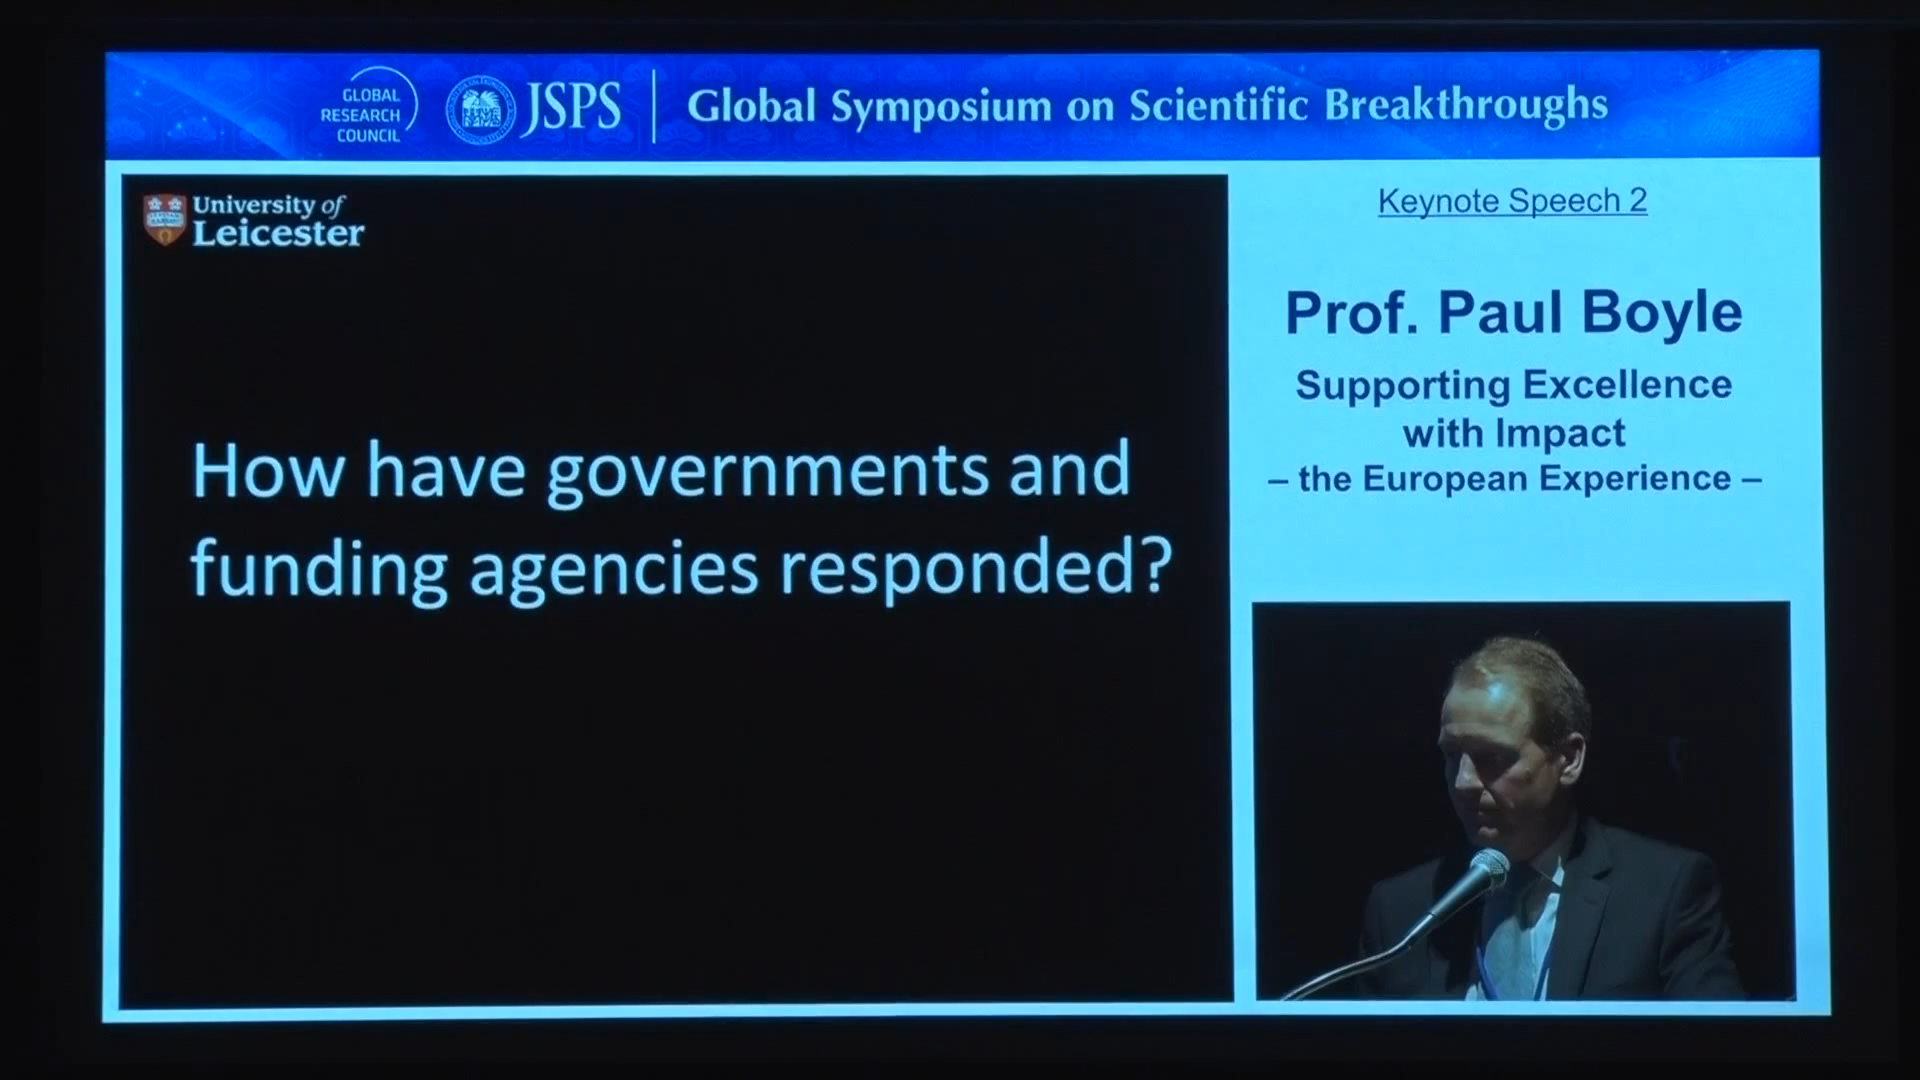 GLOBAL
RESEARCH
COUNCIL
JSPS
Global Symposium on Scientific Breakthroughs
University of
Leicester
How have governments and
funding agencies responded?
Keynote Speech 2
Prof. Paul Boyle
Supporting Excellence
with Impact
– the European Experience –